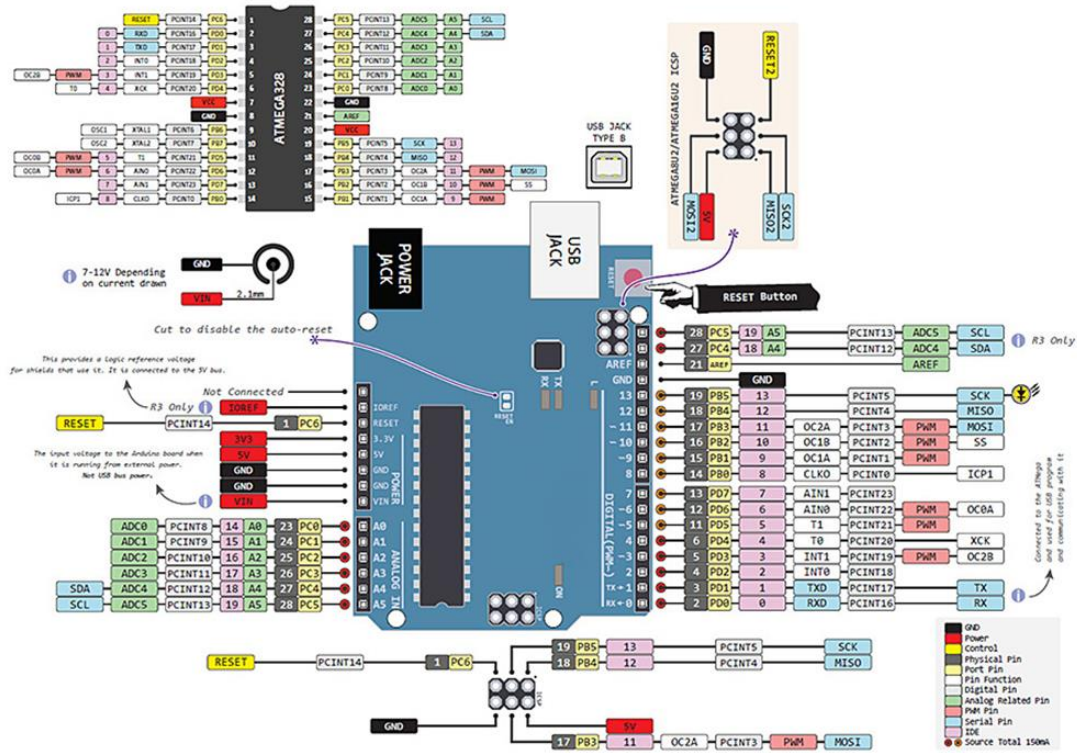 RESET PCINT14 PC6 1
0 RXD PCINT16 PD0 2
1 TXD PCINT17 PD1 3
2 INT0 PCINT18 PD2 4
OC2B PWM 3 INT1 PCINT19 PD3 5
T0 4 XCK PCINT20 PD4 6
VCC 7
GND 8
OSC1 XTAL1 PCINT6 PB6 9
OSC2 XTAL2 PCINT7 PB7 10
OC0B PWM 5 T1 PCINT21 PD5 11
OC0A PWM 6 AIN0 PCINT22 PD6 12
7 AIN1 PCINT23 PD7 13
ICP1 8 CLKO PCINT0 PB0 14
ATMEGA328
28 PC5 PCINT13 ADC5 A5 SCL
27 PC4 PCINT12 ADC4 A4 SDA
26 PC3 PCINT11 ADC3 A3
25 PC2 PCINT10 ADC2 A2
24 PC1 PCINT9 ADC1 A1
23 PC0 PCINT8 ADC0 A0
22 GND
21 AREF
20 VCC
19 PB5 PCINT5 SCK 13
18 PB4 PCINT4 MISO 12
17 PB3 PCINT3 OC2A 11 PWM MOSI
16 PB2 PCINT2 OC1B 10 PWM SS
15 PB1 PCINT1 OC1A 9 PWM
USB JACK
TYPE B
ATMEGA8U2/ATMEGA16U2 ICSP
GND
RESET2
MOSI2
5V
MISO2
SCK2
7-12V Depending
on current drawn
GND
VIN
2.1mm
POWER
JACK
USB
JACK
RESET
RESET Button
Cut to disable the auto-reset
This provides a logic reference voltage
for shields that use it. It is connected to the 5V bus.
Not Connected
R3 Only IOREF
RESET PCINT14 1 PC6
3V3
5V
GND
GND
VIN
The input voltage to the Arduino board when
it is running from external power.
Not USB bus power.
ADC0 PCINT8 14 A0 23 PC0
ADC1 PCINT9 15 A1 24 PC1
ADC2 PCINT10 16 A2 25 PC2
ADC3 PCINT11 17 A3 26 PC3
SDA ADC4 PCINT12 18 A4 27 PC4
SCL ADC5 PCINT13 19 A5 28 PC5
IOREF
RESET
3.3V
5V
GND
GND
VIN
POWER
A0
A1
A2
A3
A4
A5
ANALOG IN
RESET
EN
RX
TX
L
ON
ICSP
AREF
GND
13
12
~11
~10
~9
8
7
~6
~5
4
~3
2
TX→1
RX←0
DIGITAL(PWM~)
28 PC5 19 A5 PCINT13 ADC5 SCL
27 PC4 18 A4 PCINT12 ADC4 SDA
R3 Only
21 AREF AREF
GND
19 PB5 13 PCINT5 SCK
18 PB4 12 PCINT4 MISO
17 PB3 11 OC2A PCINT3 PWM MOSI
16 PB2 10 OC1B PCINT2 PWM SS
15 PB1 9 OC1A PCINT1 PWM
14 PB0 8 CLKO PCINT0 ICP1
13 PD7 7 AIN1 PCINT23
12 PD6 6 AIN0 PCINT22 PWM OC0A
11 PD5 5 T1 PCINT21 PWM
6 PD4 4 T0 PCINT20 XCK
5 PD3 3 INT1 PCINT19 PWM OC2B
4 PD2 2 INT0 PCINT18
3 PD1 1 TXD PCINT17 TX
2 PD0 0 RXD PCINT16 RX
Connected to the ATMega
and used for USB program
and communicating with it
RESET PCINT14 1 PC6
GND
ICSP
19 PB5 13 PCINT5 SCK
18 PB4 12 PCINT4 MISO
5V
17 PB3 11 OC2A PCINT3 PWM MOSI
GND
Power
Control
Physical Pin
Port Pin
Pin Function
Digital Pin
Analog Related Pin
PWM Pin
Serial Pin
IDE
Source Total 150mA